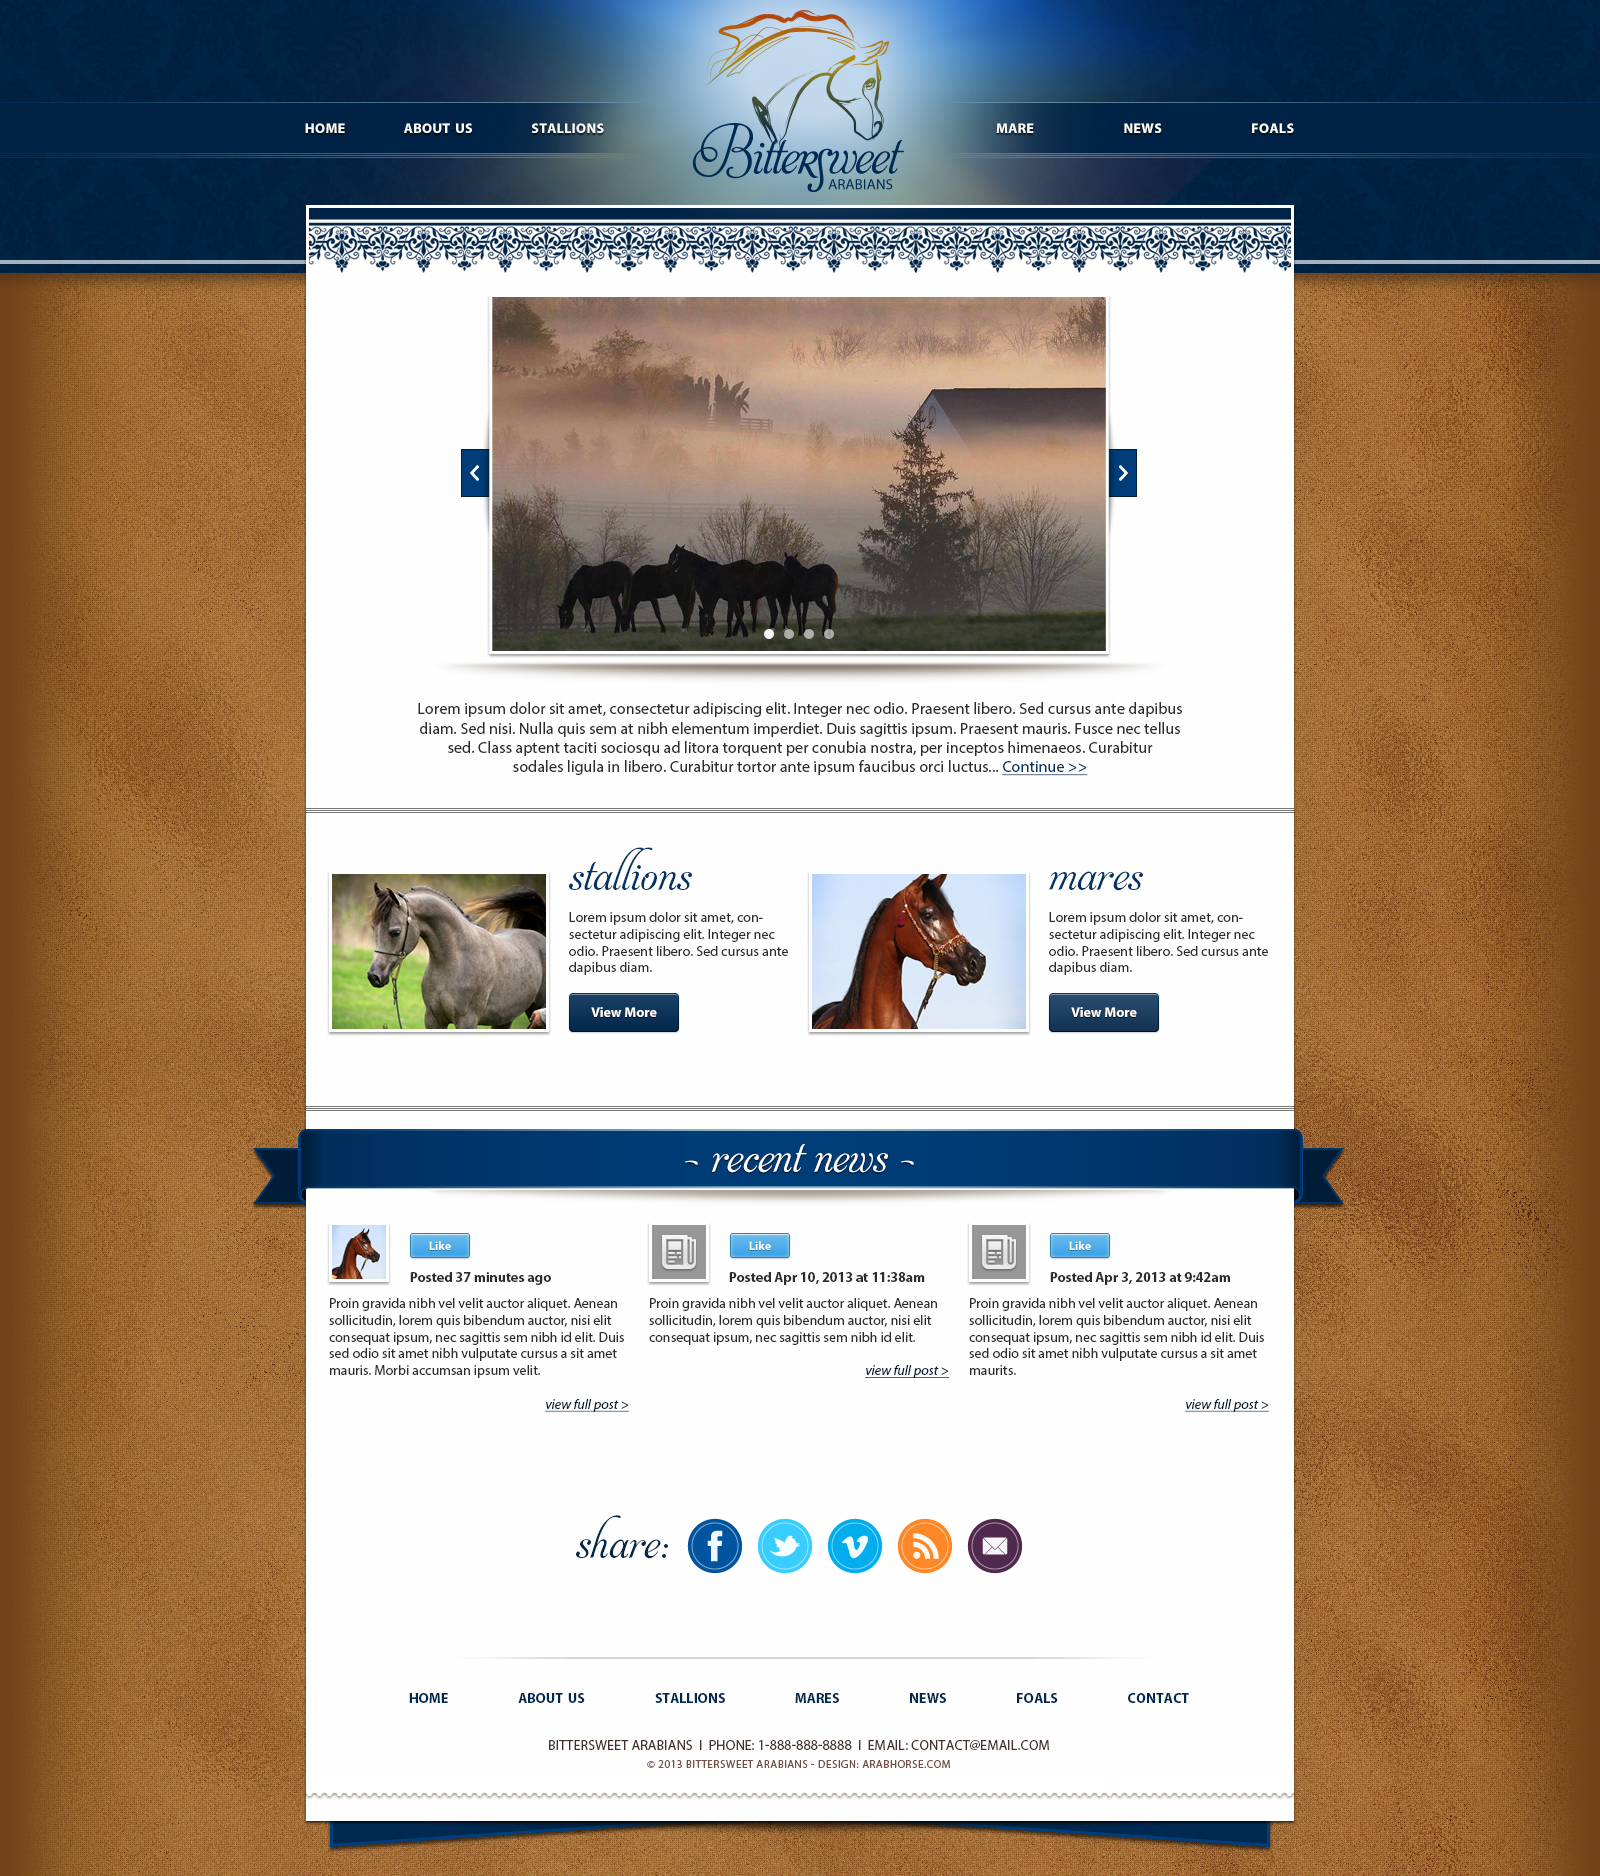 HOME ABOUT US STALLIONS MARE NEWS FOALS
Bittersweet
ARABIANS
Lorem ipsum dolor sit amet, consectetur adipiscing elit. Integer nec odio. Praesent libero. Sed cursus ante dapibus
diam. Sed nisi. Nulla quis sem at nibh elementum imperdiet. Duis sagittis ipsum. Praesent mauris. Fusce nec tellus
sed. Class aptent taciti sociosqu ad litora torquent per conubia nostra, per inceptos himenaeos. Curabitur
sodales ligula in libero. Curabitur tortor ante ipsum faucibus orci luctus... Continue >>
stallions
Lorem ipsum dolor sit amet, con-
sectetur adipiscing elit. Integer nec
odio. Praesent libero. Sed cursus ante
dapibus diam.
View More
mares
Lorem ipsum dolor sit amet, con-
sectetur adipiscing elit. Integer nec
odio. Praesent libero. Sed cursus ante
dapibus diam.
View More
~ recent news ~
Like
Posted 37 minutes ago
Proin gravida nibh vel velit auctor aliquet. Aenean
sollicitudin, lorem quis bibendum auctor, nisi elit
consequat ipsum, nec sagittis sem nibh id elit. Duis
sed odio sit amet nibh vulputate cursus a sit amet
mauris. Morbi accumsan ipsum velit.
view full post >
Like
Posted Apr 10, 2013 at 11:38am
Proin gravida nibh vel velit auctor aliquet. Aenean
sollicitudin, lorem quis bibendum auctor, nisi elit
consequat ipsum, nec sagittis sem nibh id elit.
view full post >
Like
Posted Apr 3, 2013 at 9:42am
Proin gravida nibh vel velit auctor aliquet. Aenean
sollicitudin, lorem quis bibendum auctor, nisi elit
consequat ipsum, nec sagittis sem nibh id elit. Duis
sed odio sit amet nibh vulputate cursus a sit amet
maurits.
view full post >
share:
HOME ABOUT US STALLIONS MARES NEWS FOALS CONTACT
BITTERSWEET ARABIANS | PHONE: 1-888-888-8888 | EMAIL: CONTACT@EMAIL.COM
© 2013 BITTERSWEET ARABIANS - DESIGN: ARABHORSE.COM